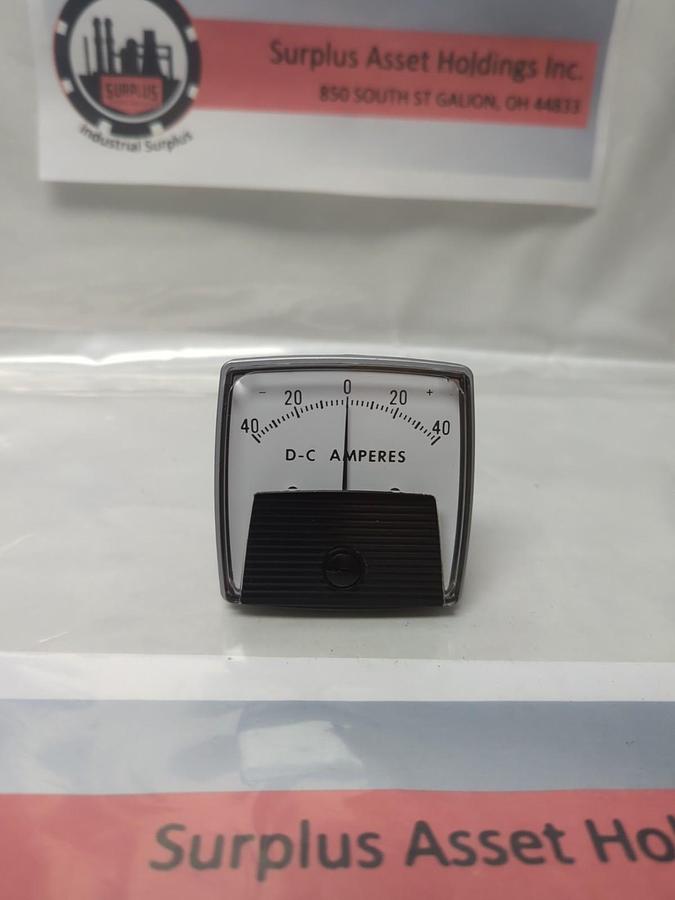 Surplus Asset Holdings Inc.
850 SOUTH ST GALION, OH 44833
SURPLUS
Industrial Surplus
- 20 0 20 +
40 40
D-C AMPERES
Surplus Asset Hol